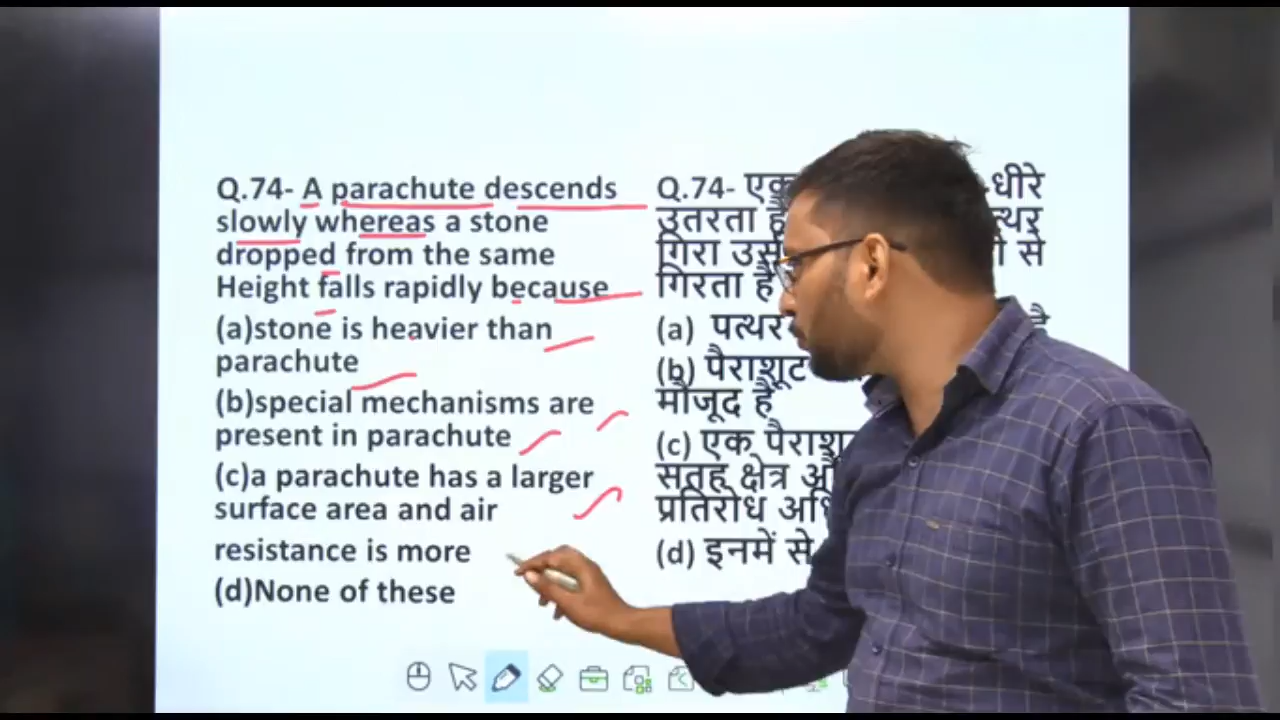 Q.74- A parachute descends
slowly whereas a stone
dropped from the same
Height falls rapidly because
(a)stone is heavier than
parachute
(b)special mechanisms are
present in parachute
(c)a parachute has a larger
surface area and air
resistance is more
(d)None of these
Q.74- धीरे
उतरता
गिरा से
गिरता है
(a) पत्थर है
(b) पैराशूट
मौजूद हैं
(c) एक
सतह क्षेत्र
प्रतिरोध
(d) इनमें से